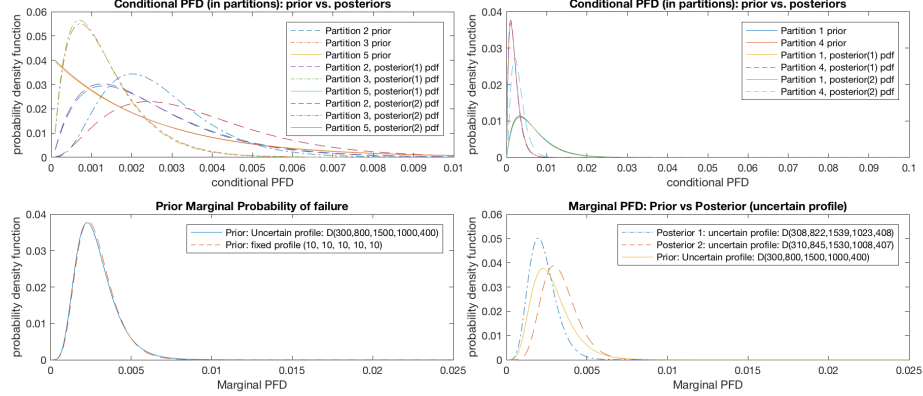 Conditional PFD (in partitions): prior vs. posteriors
probability density function
0.07
0.06
0.05
0.04
0.03
0.02
0.01
0
Partition 2 prior
Partition 3 prior
Partition 5 prior
Partition 2, posterior(1) pdf
Partition 3, posterior(1) pdf
Partition 5, posterior(1) pdf
Partition 2, posterior(2) pdf
Partition 3, posterior(2) pdf
Partition 5, posterior(2) pdf
0 0.001 0.002 0.003 0.004 0.005 0.006 0.007 0.008 0.009 0.01
conditional PFD
Conditional PFD (in partitions): prior vs. posteriors
probability density function
0.04
0.03
0.02
0.01
0
Partition 1 prior
Partition 4 prior
Partition 1, posterior(1) pdf
Partition 4, posterior(1) pdf
Partition 1, posterior(2) pdf
Partition 4, posterior(2) pdf
0 0.01 0.02 0.03 0.04 0.05 0.06 0.07 0.08 0.09 0.1
conditional PFD
Prior Marginal Probability of failure
probability density function
0.04
0.03
0.02
0.01
0
Prior: Uncertain profile: D(300,800,1500,1000,400)
Prior: fixed profile (10, 10, 10, 10, 10)
0 0.005 0.01 0.015 0.02 0.025
Marginal PFD
Marginal PFD: Prior vs Posterior (uncertain profile)
probability density function
0.06
0.05
0.04
0.03
0.02
0.01
0
Posterior 1: uncertain profile: D(308,822,1539,1023,408)
Posterior 2: uncertain profile: D(310,845,1530,1008,407)
Prior: Uncertain profile: D(300,800,1500,1000,400)
0 0.005 0.01 0.015 0.02 0.025
Marginal PFD